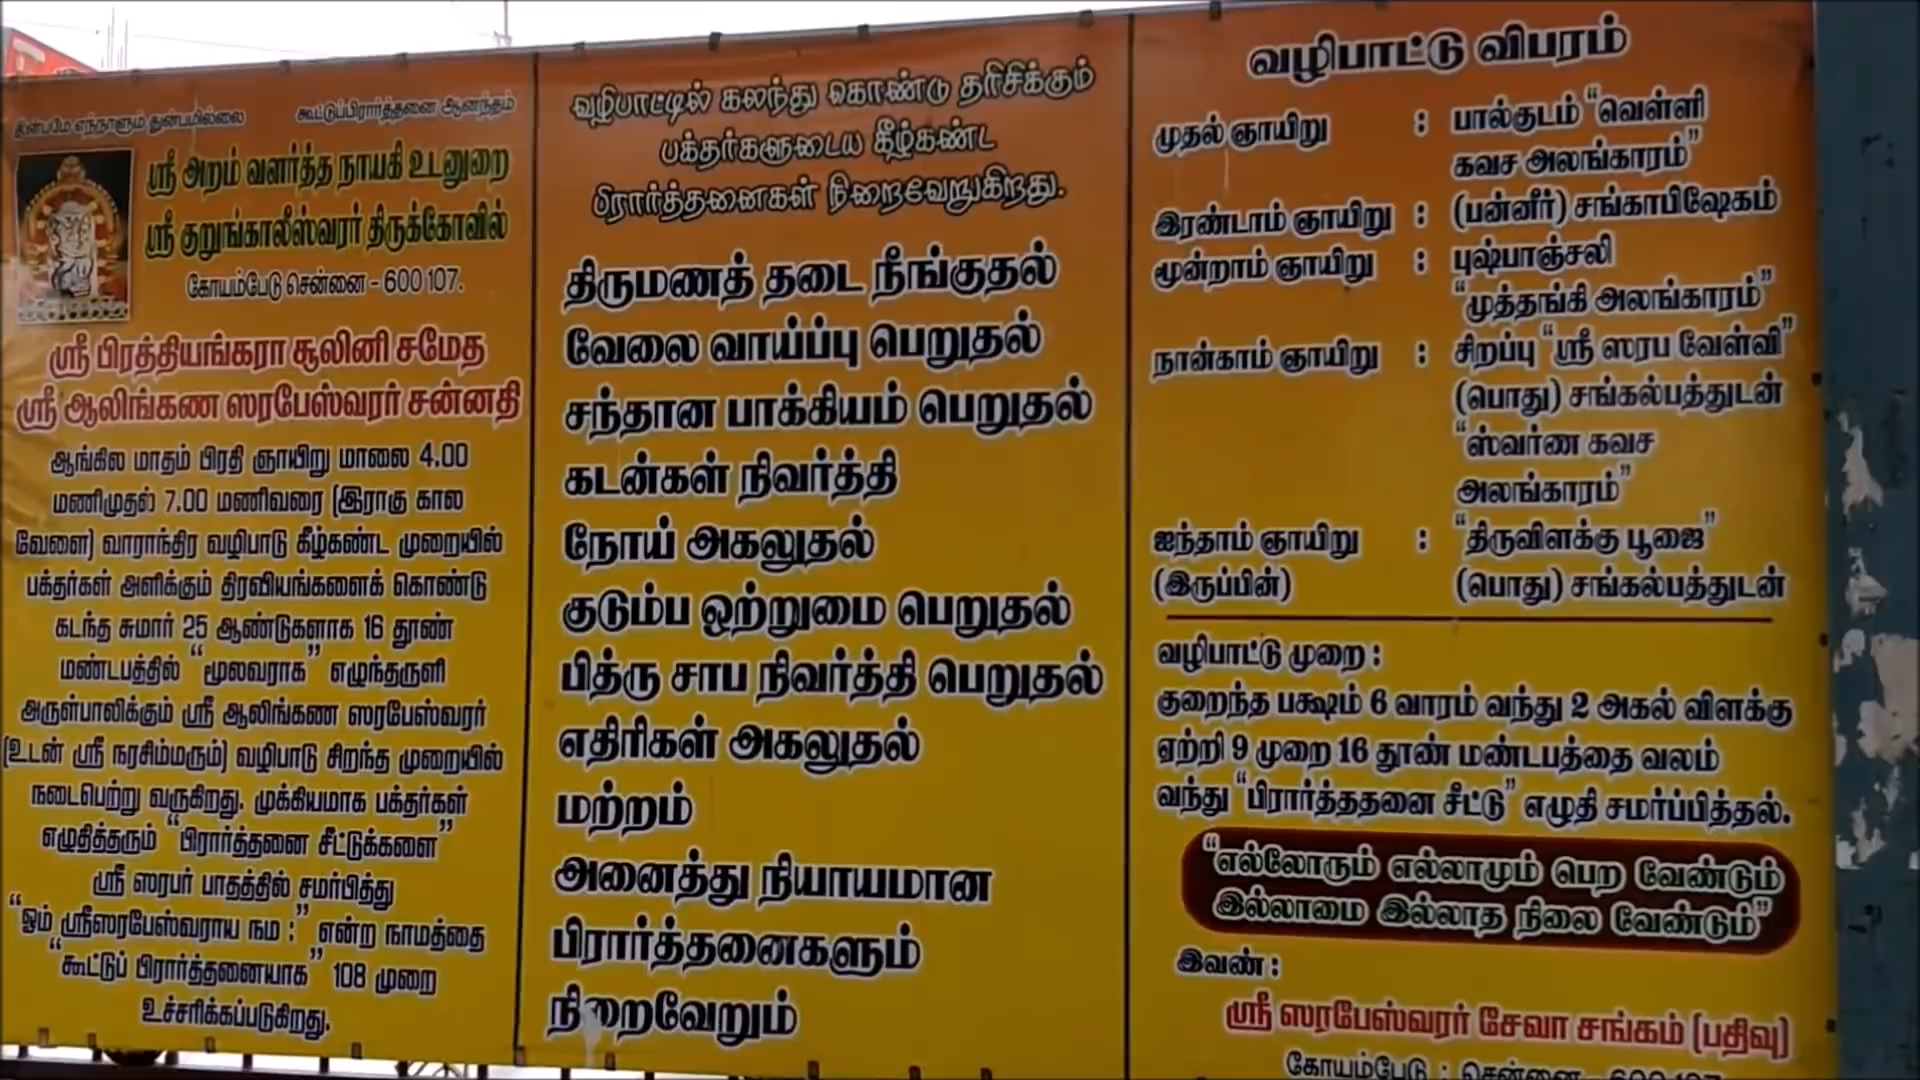 இன்பமே எந்நாளும் துன்பமில்லை
கூட்டுப்பிரார்த்தனை ஆனந்தம்
ஸ்ரீ அறம் வளர்த்த நாயகி உடனுறை
ஸ்ரீ குறுங்காலீஸ்வரர் திருக்கோவில்
கோயம்பேடு சென்னை - 600 107.
ஸ்ரீ பிரத்தியங்கரா சூலினி சமேத
ஸ்ரீ ஆலிங்கண ஸரபேஸ்வரர் சன்னதி
ஆங்கில மாதம் பிரதி ஞாயிறு மாலை 4.00
மணிமுதல் 7.00 மணிவரை (இராகு கால
வேளை) வாராந்திர வழிபாடு கீழ்கண்ட முறையில்
பக்தர்கள் அளிக்கும் திரவியங்களைக் கொண்டு
கடந்த சுமார் 25 ஆண்டுகளாக 16 தூண்
மண்டபத்தில் "மூலவராக" எழுந்தருளி
அருள்பாலிக்கும் ஸ்ரீ ஆலிங்கண ஸரபேஸ்வரர்
(உடன் ஸ்ரீ நரசிம்மரும்) வழிபாடு சிறந்த முறையில்
நடைபெற்று வருகிறது. முக்கியமாக பக்தர்கள்
எழுதித்தரும் "பிரார்த்தனை சீட்டுக்களை"
ஸ்ரீ ஸரபர் பாதத்தில் சமர்பித்து
"ஓம் ஸ்ரீஸரபேஸ்வராய நம :" என்ற நாமத்தை
"கூட்டுப் பிரார்த்தனையாக" 108 முறை
உச்சரிக்கப்படுகிறது.
வழிபாட்டில் கலந்து கொண்டு தரிசிக்கும்
பக்தர்களுடைய கீழ்கண்ட
பிரார்த்தனைகள் நிறைவேறுகிறது.
திருமணத் தடை நீங்குதல்
வேலை வாய்ப்பு பெறுதல்
சந்தான பாக்கியம் பெறுதல்
கடன்கள் நிவர்த்தி
நோய் அகலுதல்
குடும்ப ஒற்றுமை பெறுதல்
பித்ரு சாப நிவர்த்தி பெறுதல்
எதிரிகள் அகலுதல்
மற்றம்
அனைத்து நியாயமான
பிரார்த்தனைகளும்
நிறைவேறும்
வழிபாட்டு விபரம்
முதல் ஞாயிறு : பால்குடம் "வெள்ளி
கவச அலங்காரம்"
இரண்டாம் ஞாயிறு : (பன்னீர்) சங்காபிஷேகம்
மூன்றாம் ஞாயிறு : புஷ்பாஞ்சலி
"முத்தங்கி அலங்காரம்"
நான்காம் ஞாயிறு : சிறப்பு "ஸ்ரீ ஸரப வேள்வி"
(பொது) சங்கல்பத்துடன்
"ஸ்வர்ண கவச
அலங்காரம்"
ஐந்தாம் ஞாயிறு : "திருவிளக்கு பூஜை"
(இருப்பின்) (பொது) சங்கல்பத்துடன்
வழிபாட்டு முறை :
குறைந்த பக்ஷம் 6 வாரம் வந்து 2 அகல் விளக்கு
ஏற்றி 9 முறை 16 தூண் மண்டபத்தை வலம்
வந்து "பிரார்த்ததனை சீட்டு" எழுதி சமர்ப்பித்தல்.
"எல்லோரும் எல்லாமும் பெற வேண்டும்
இல்லாமை இல்லாத நிலை வேண்டும்"
இவண் :
ஸ்ரீ ஸரபேஸ்வரர் சேவா சங்கம் (பதிவு)
கோயம்பேடு : சென்னை - 600 107.